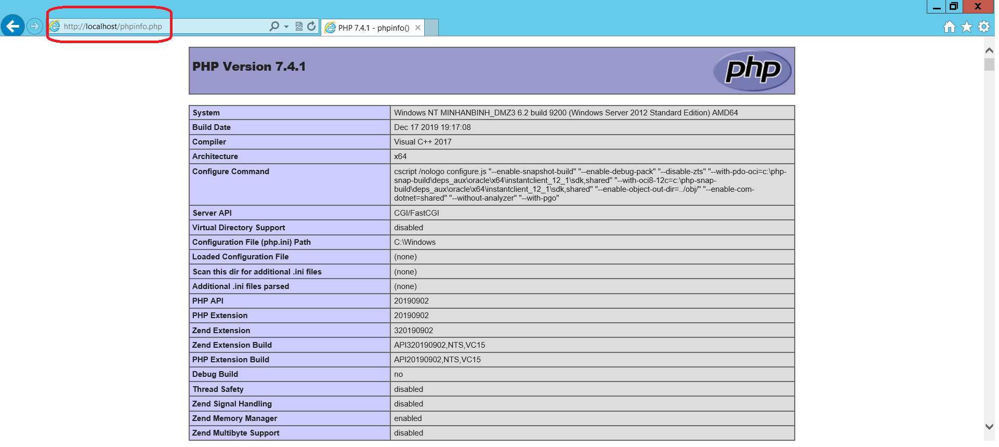 http://localhost/phpinfo.php
PHP 7.4.1 - phpinfo()
PHP Version 7.4.1
php
System Windows NT MINHANBINH_DMZ3 6.2 build 9200 (Windows Server 2012 Standard Edition) AMD64
Build Date Dec 17 2019 19:17:08
Compiler Visual C++ 2017
Architecture x64
Configure Command cscript /nologo configure.js "--enable-snapshot-build" "--enable-debug-pack" "--disable-zts" "--with-pdo-oci=c:\php-
snap-build\deps_aux\oracle\x64\instantclient_12_1\sdk,shared" "--with-oci8-12c=c:\php-snap-
build\deps_aux\oracle\x64\instantclient_12_1\sdk,shared" "--enable-object-out-dir=../obj/" "--enable-com-
dotnet=shared" "--without-analyzer" "--with-pgo"
Server API CGI/FastCGI
Virtual Directory Support disabled
Configuration File (php.ini) Path C:\Windows
Loaded Configuration File (none)
Scan this dir for additional .ini files (none)
Additional .ini files parsed (none)
PHP API 20190902
PHP Extension 20190902
Zend Extension 320190902
Zend Extension Build API320190902,NTS,VC15
PHP Extension Build API20190902,NTS,VC15
Debug Build no
Thread Safety disabled
Zend Signal Handling disabled
Zend Memory Manager enabled
Zend Multibyte Support disabled